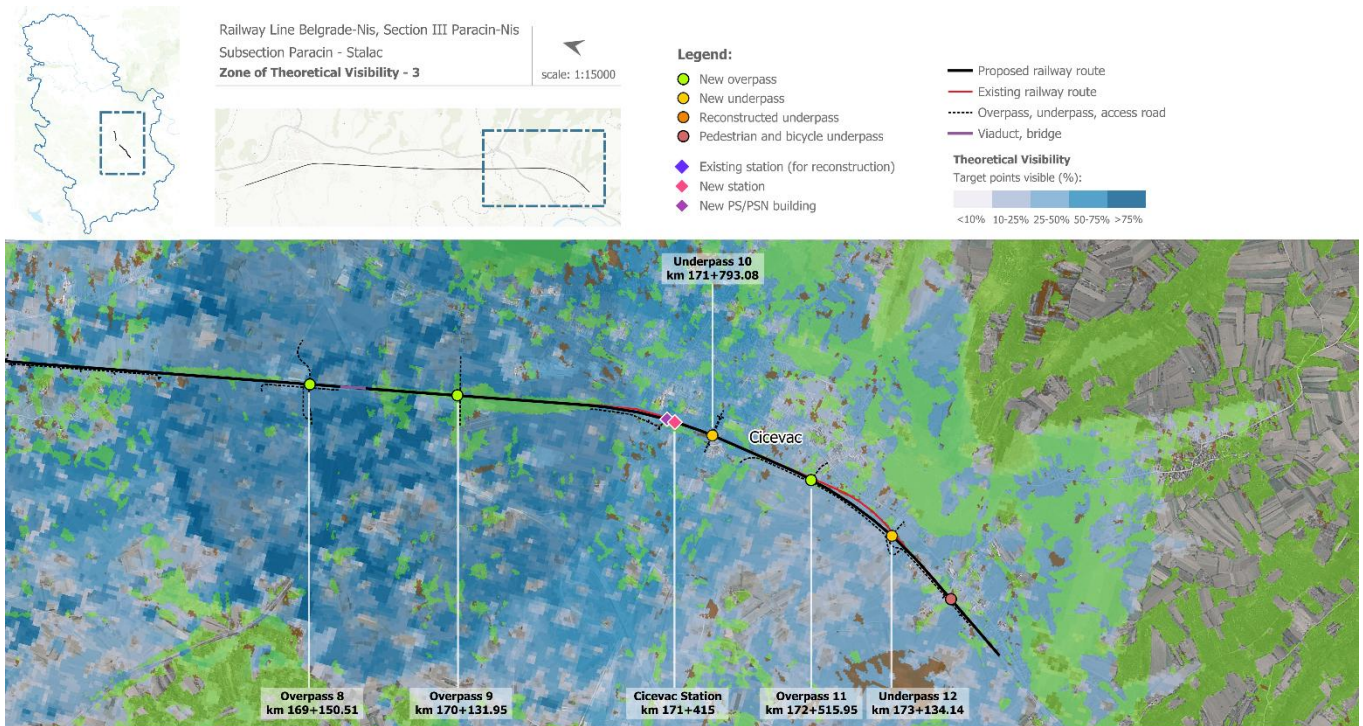 Railway Line Belgrade-Nis, Section III Paracin-Nis
Subsection Paracin - Stalac
Zone of Theoretical Visibility - 3
scale: 1:15000
Legend:
New overpass
New underpass
Reconstructed underpass
Pedestrian and bicycle underpass
Existing station (for reconstruction)
New station
New PS/PSN building
Proposed railway route
Existing railway route
Overpass, underpass, access road
Viaduct, bridge
Theoretical Visibility
Target points visible (%):
<10% 10-25% 25-50% 50-75% >75%
Underpass 10
km 171+793.08
Cicevac
Overpass 8
km 169+150.51
Overpass 9
km 170+131.95
Cicevac Station
km 171+415
Overpass 11
km 172+515.95
Underpass 12
km 173+134.14